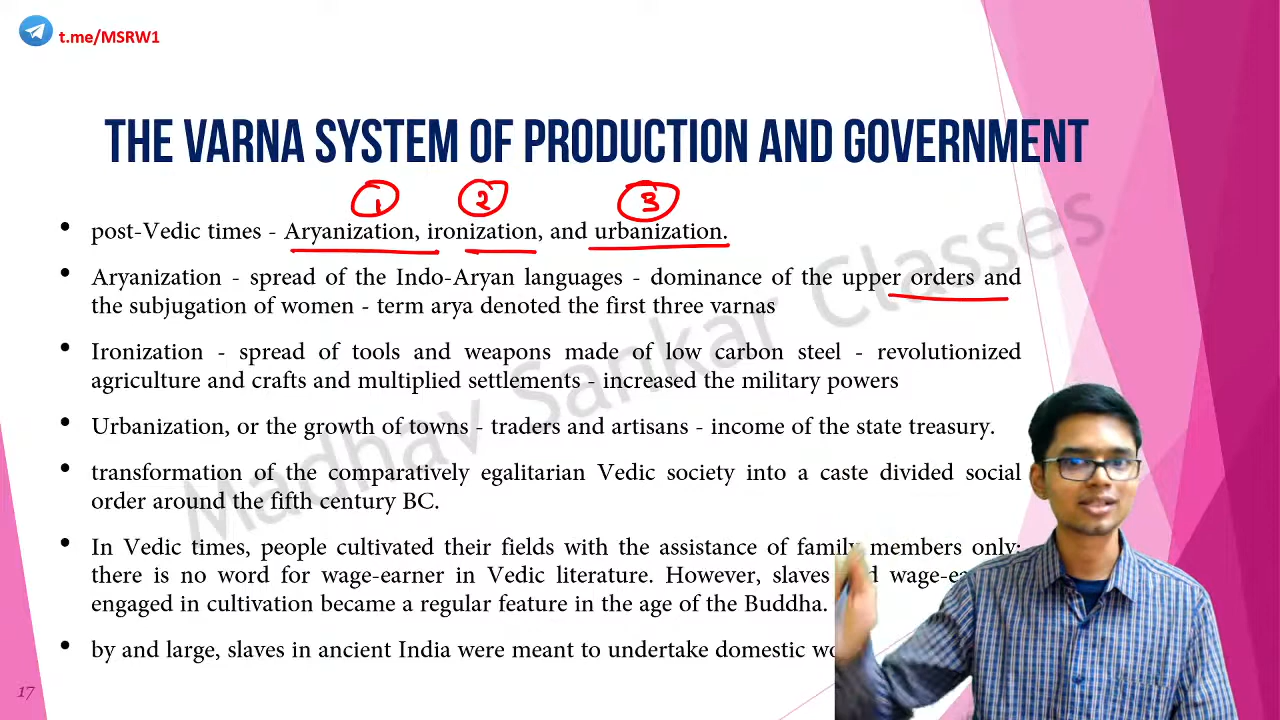 t.me/MSRW1
THE VARNA SYSTEM OF PRODUCTION AND GOVERNMENT
1 2 3
• post-Vedic times - Aryanization, ironization, and urbanization.
• Aryanization - spread of the Indo-Aryan languages - dominance of the upper orders and
the subjugation of women - term arya denoted the first three varnas
• Ironization - spread of tools and weapons made of low carbon steel - revolutionized
agriculture and crafts and multiplied settlements - increased the military powers
• Urbanization, or the growth of towns - traders and artisans - income of the state treasury.
• transformation of the comparatively egalitarian Vedic society into a caste divided social
order around the fifth century BC.
• In Vedic times, people cultivated their fields with the assistance of family members only;
there is no word for wage-earner in Vedic literature. However, slaves
engaged in cultivation became a regular feature in the age of the Buddha.
• by and large, slaves in ancient India were meant to undertake domestic
Madhav Sankar Classes
17